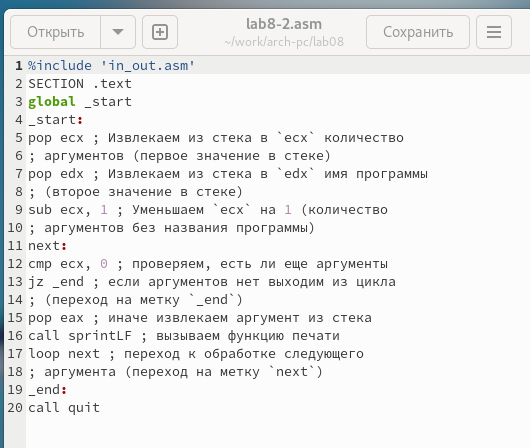 Открыть
lab8-2.asm
~/work/arch-pc/lab08
Сохранить
1 %include 'in_out.asm'
2 SECTION .text
3 global _start
4 _start:
5 pop ecx ; Извлекаем из стека в `ecx` количество
6 ; аргументов (первое значение в стеке)
7 pop edx ; Извлекаем из стека в `edx` имя программы
8 ; (второе значение в стеке)
9 sub ecx, 1 ; Уменьшаем `ecx` на 1 (количество
10 ; аргументов без названия программы)
11 next:
12 cmp ecx, 0 ; проверяем, есть ли еще аргументы
13 jz _end ; если аргументов нет выходим из цикла
14 ; (переход на метку `_end`)
15 pop eax ; иначе извлекаем аргумент из стека
16 call sprintLF ; вызываем функцию печати
17 loop next ; переход к обработке следующего
18 ; аргумента (переход на метку `next`)
19 _end:
20 call quit